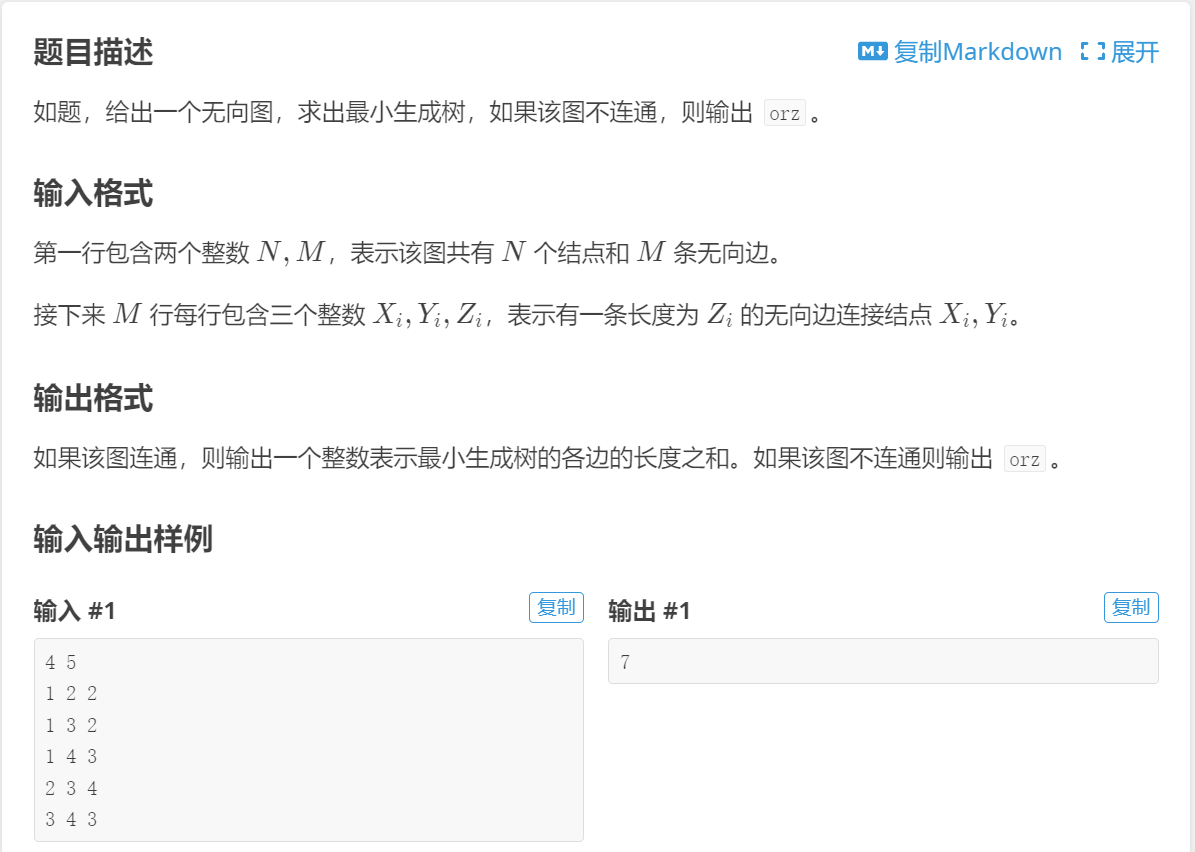 题目描述
M↓ 复制Markdown 展开
如题，给出一个无向图，求出最小生成树，如果该图不连通，则输出 orz 。
输入格式
第一行包含两个整数 N, M，表示该图共有 N 个结点和 M 条无向边。
接下来 M 行每行包含三个整数 Xi, Yi, Zi，表示有一条长度为 Zi 的无向边连接结点 Xi, Yi。
输出格式
如果该图连通，则输出一个整数表示最小生成树的各边的长度之和。如果该图不连通则输出 orz 。
输入输出样例
输入 #1
复制
4 5
1 2 2
1 3 2
1 4 3
2 3 4
3 4 3
输出 #1
复制
7